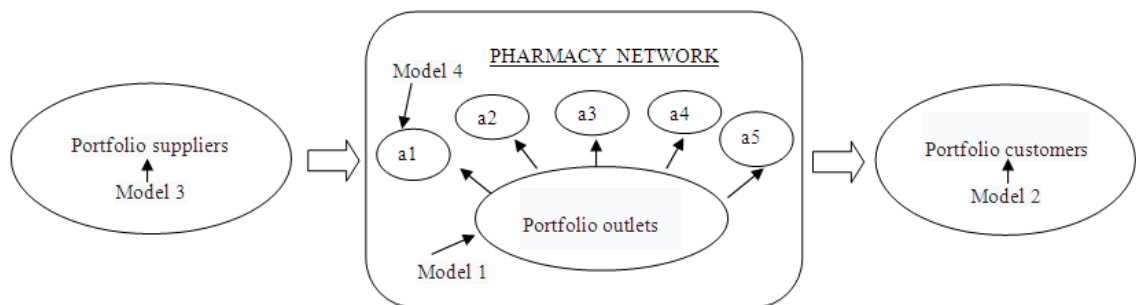 PHARMACY NETWORK
Model 4
a1
a2
a3
a4
a5
Portfolio suppliers
Model 3
Portfolio outlets
Model 1
Portfolio customers
Model 2